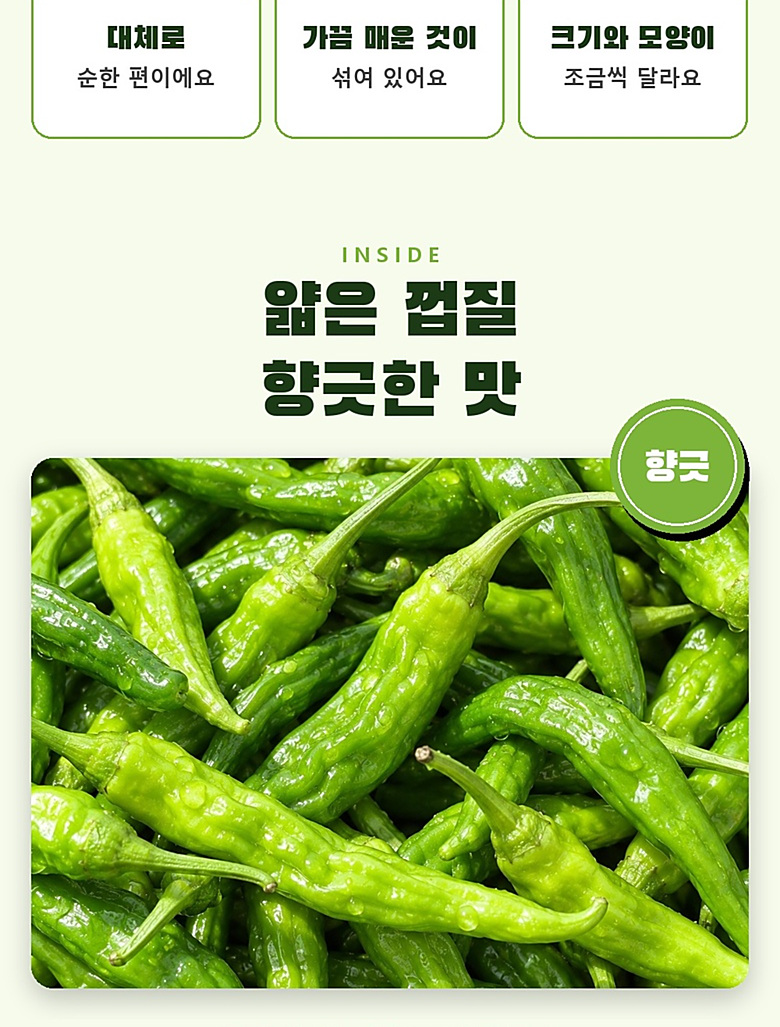 대체로
순한 편이에요
가끔 매운 것이
섞여 있어요
크기와 모양이
조금씩 달라요
INSIDE
얇은 껍질
향긋한 맛
향긋